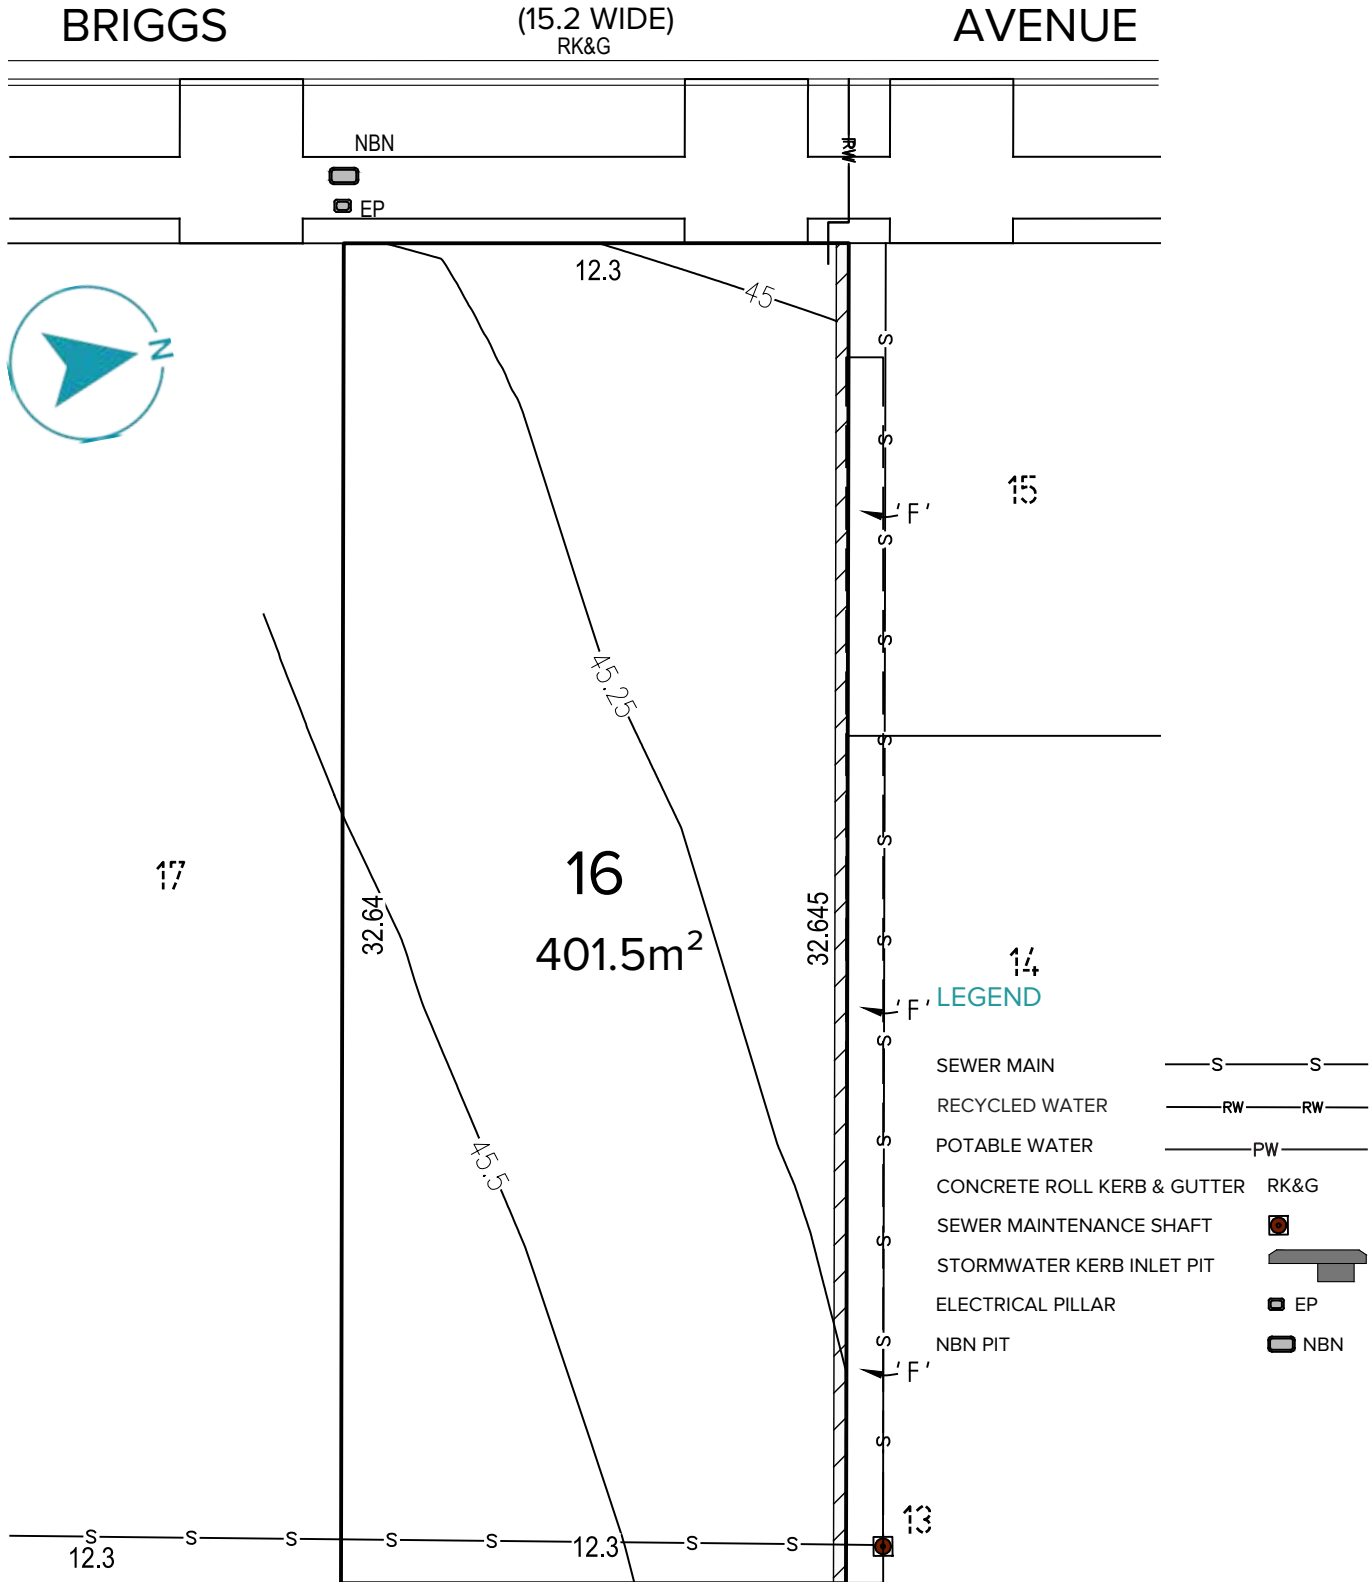 BRIGGS (15.2 WIDE) AVENUE
RK&G
NBN
RW
EP
12.3
45
N
S
S
15
'F'
S
S
45.25
S
S
17
16
32.64
32.645
401.5m²
S
14
'F'
LEGEND
S
SEWER MAIN S S
RECYCLED WATER RW RW
POTABLE WATER PW
CONCRETE ROLL KERB & GUTTER RK&G
SEWER MAINTENANCE SHAFT
STORMWATER KERB INLET PIT
ELECTRICAL PILLAR EP
NBN PIT NBN
S
45.5
S
S
'F'
S
13
S S S S S 12.3 S S
12.3